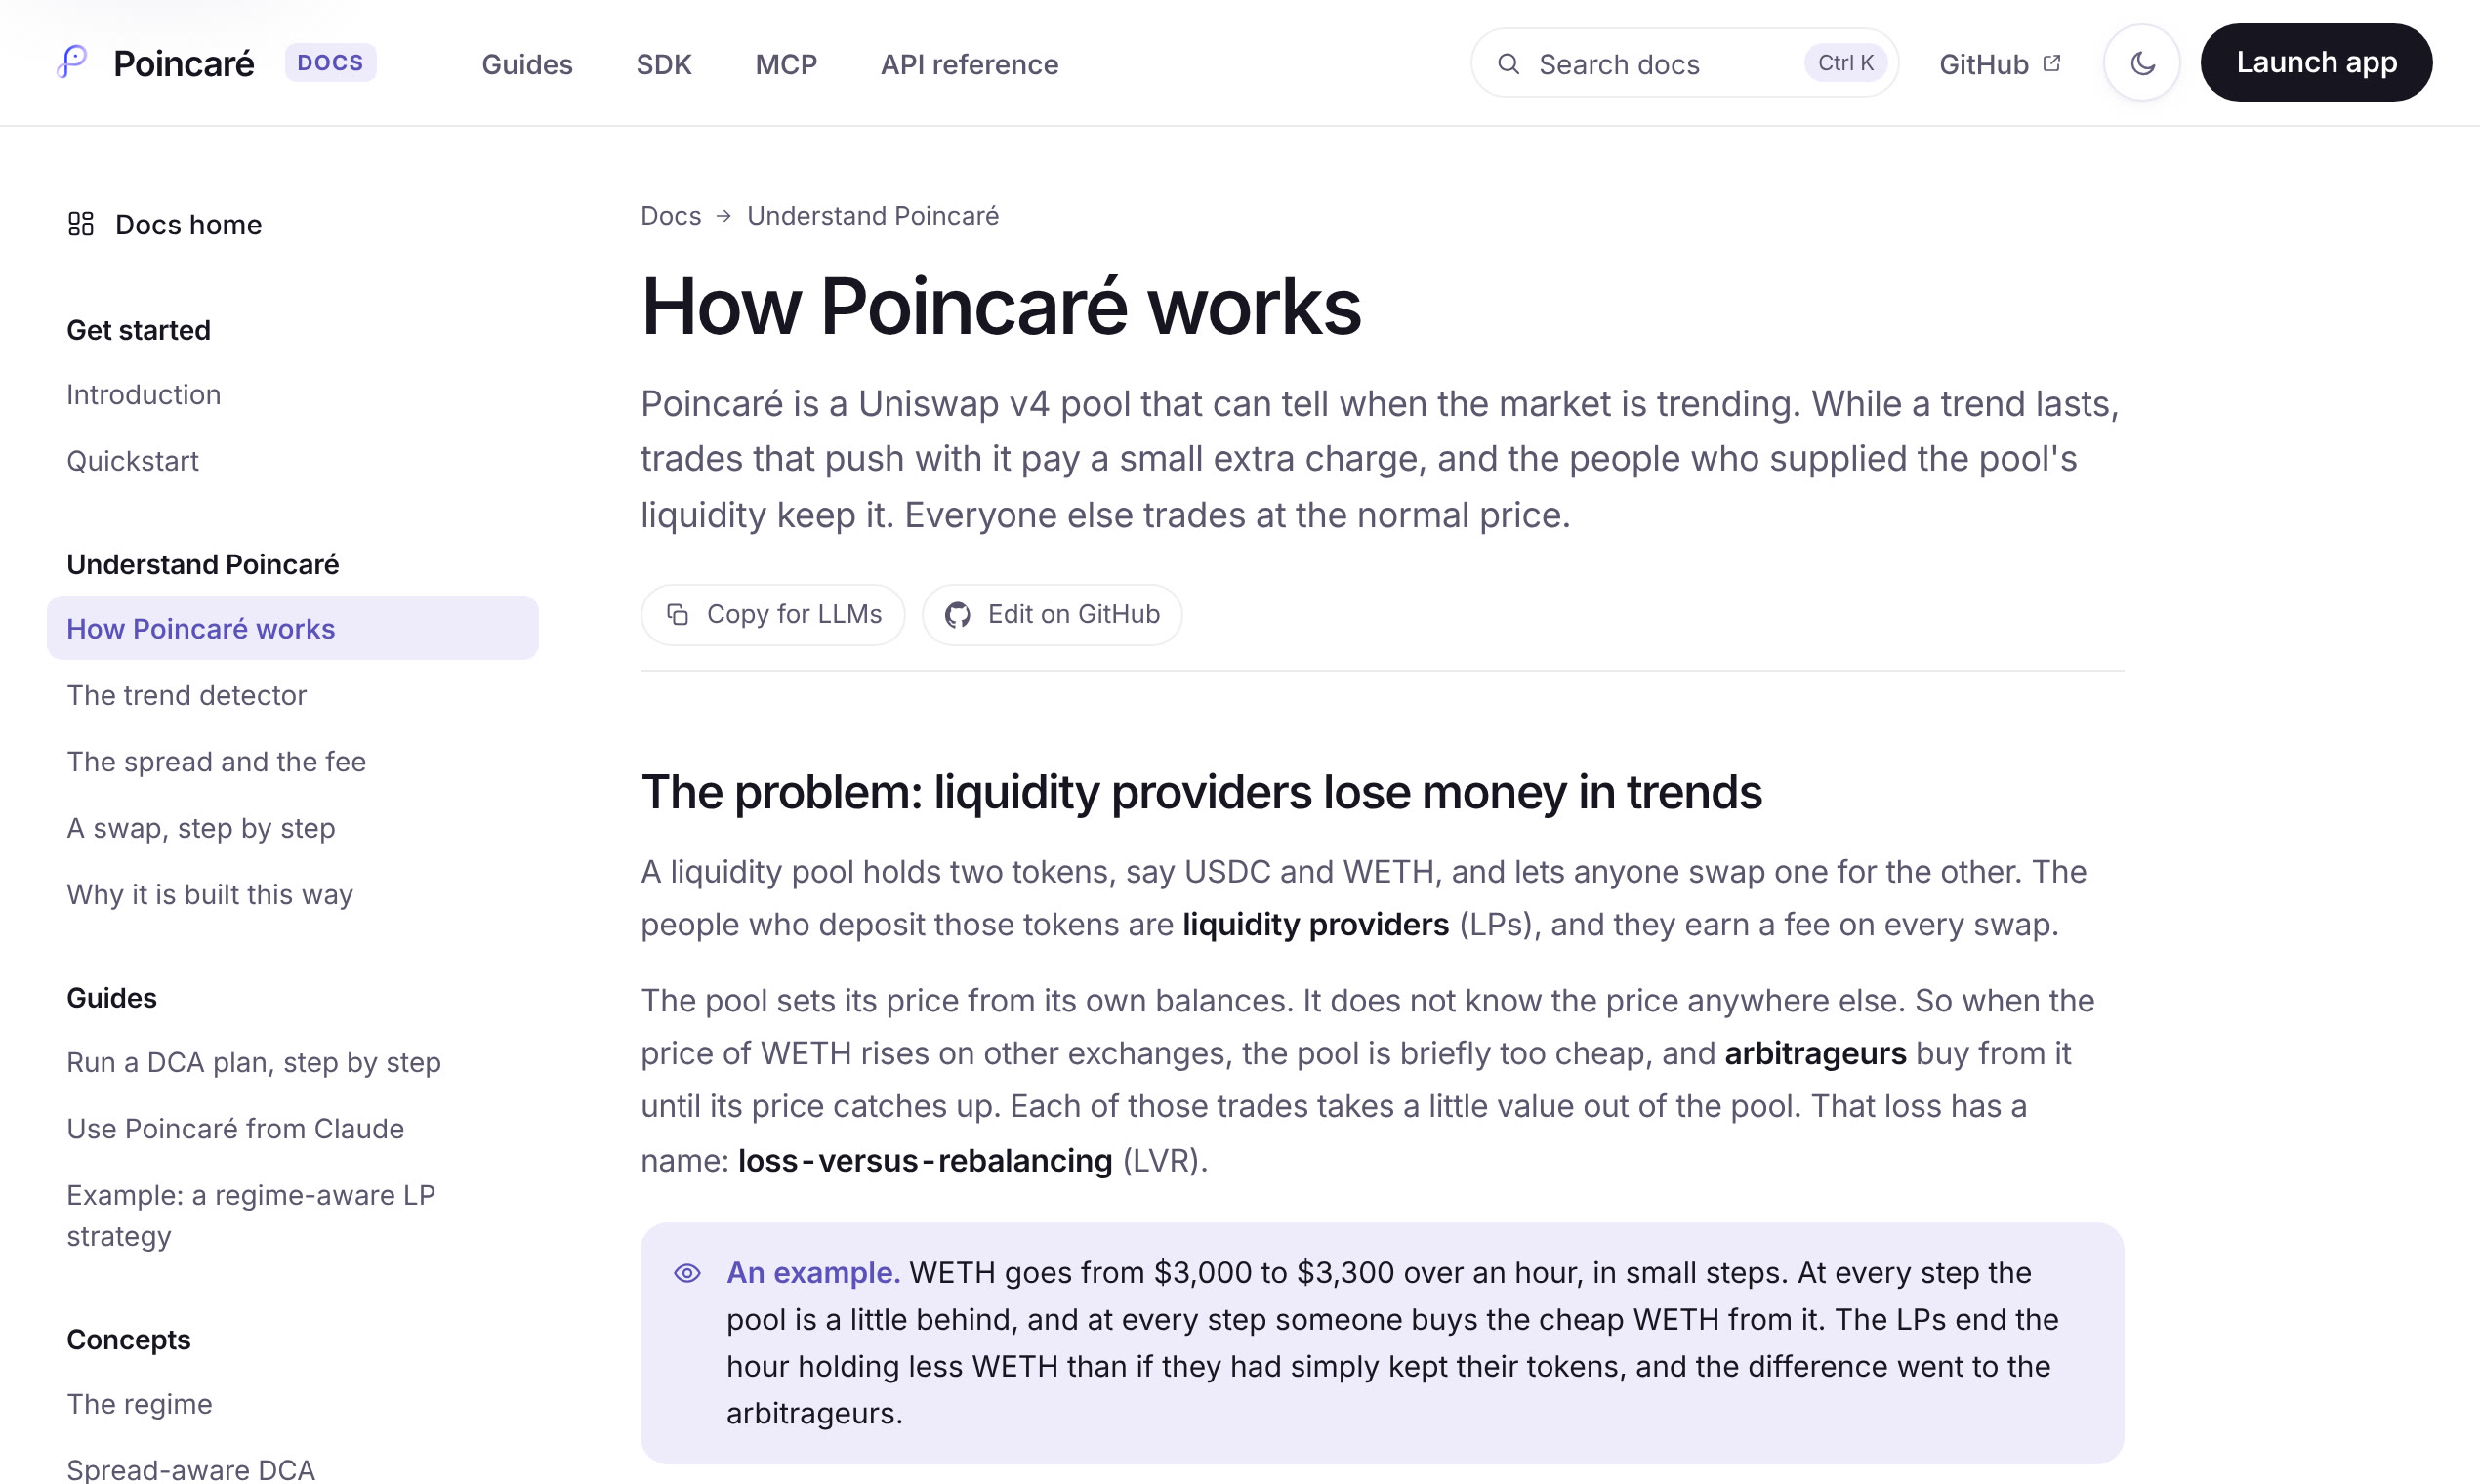 Poincaré DOCS Guides SDK MCP API reference Search docs Ctrl K GitHub Launch app
Docs home
Get started
Introduction
Quickstart
Understand Poincaré
How Poincaré works
The trend detector
The spread and the fee
A swap, step by step
Why it is built this way
Guides
Run a DCA plan, step by step
Use Poincaré from Claude
Example: a regime-aware LP
strategy
Concepts
The regime
Spread-aware DCA
Docs → Understand Poincaré
How Poincaré works
Poincaré is a Uniswap v4 pool that can tell when the market is trending. While a trend lasts,
trades that push with it pay a small extra charge, and the people who supplied the pool's
liquidity keep it. Everyone else trades at the normal price.
Copy for LLMs Edit on GitHub
The problem: liquidity providers lose money in trends
A liquidity pool holds two tokens, say USDC and WETH, and lets anyone swap one for the other. The
people who deposit those tokens are liquidity providers (LPs), and they earn a fee on every swap.
The pool sets its price from its own balances. It does not know the price anywhere else. So when the
price of WETH rises on other exchanges, the pool is briefly too cheap, and arbitrageurs buy from it
until its price catches up. Each of those trades takes a little value out of the pool. That loss has a
name: loss-versus-rebalancing (LVR).
An example. WETH goes from $3,000 to $3,300 over an hour, in small steps. At every step the
pool is a little behind, and at every step someone buys the cheap WETH from it. The LPs end the
hour holding less WETH than if they had simply kept their tokens, and the difference went to the
arbitrageurs.